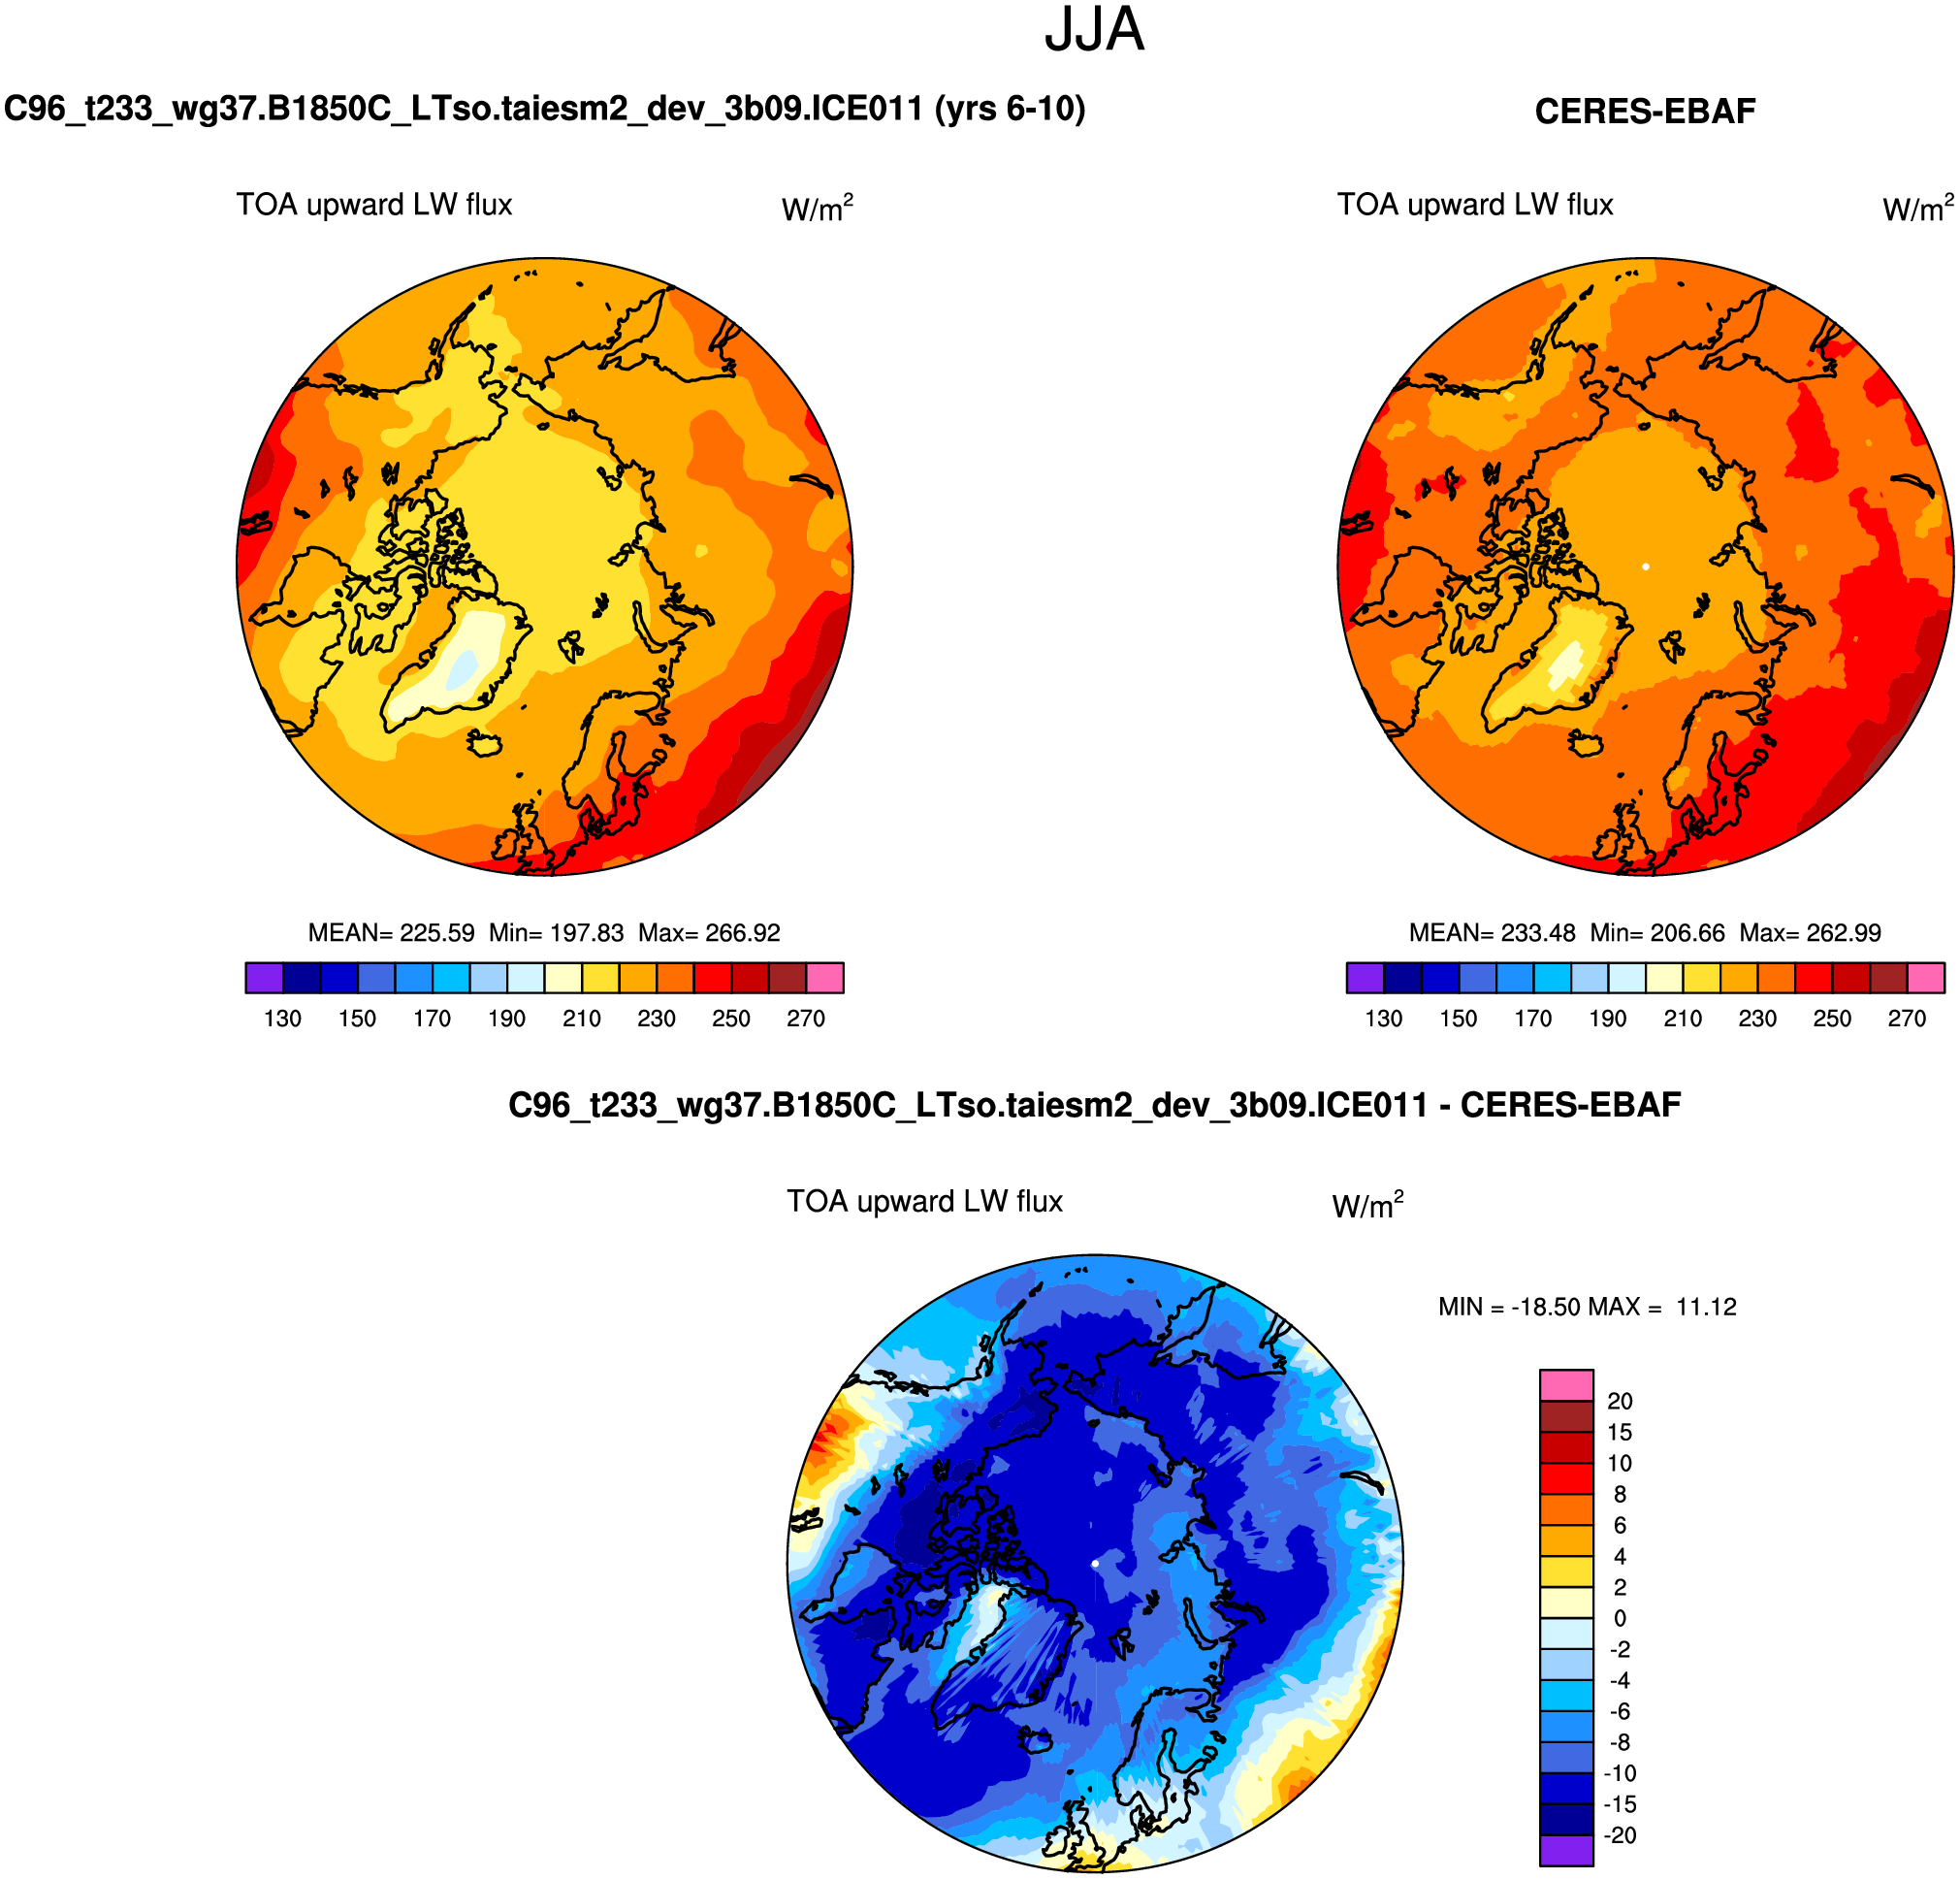 JJA
C96_t233_wg37.B1850C_LTso.taiesm2_dev_3b09.ICE011 (yrs 6-10)
CERES-EBAF
TOA upward LW flux W/m²
TOA upward LW flux W/m²
MEAN= 225.59 Min= 197.83 Max= 266.92
MEAN= 233.48 Min= 206.66 Max= 262.99
130 150 170 190 210 230 250 270
130 150 170 190 210 230 250 270
C96_t233_wg37.B1850C_LTso.taiesm2_dev_3b09.ICE011 - CERES-EBAF
TOA upward LW flux W/m²
MIN = -18.50 MAX = 11.12
20
15
10
8
6
4
2
0
-2
-4
-6
-8
-10
-15
-20